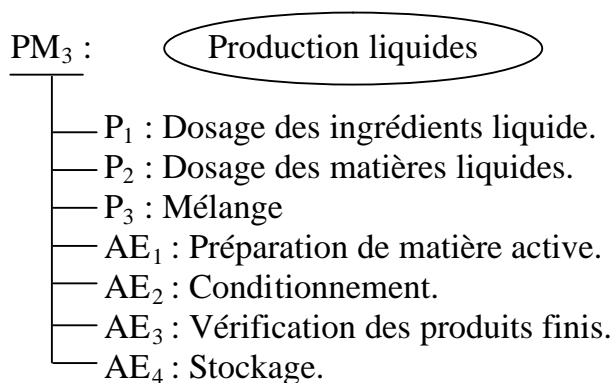 PM₃ : Production liquides
P₁ : Dosage des ingrédients liquide.
P₂ : Dosage des matières liquides.
P₃ : Mélange
AE₁ : Préparation de matière active.
AE₂ : Conditionnement.
AE₃ : Vérification des produits finis.
AE₄ : Stockage.